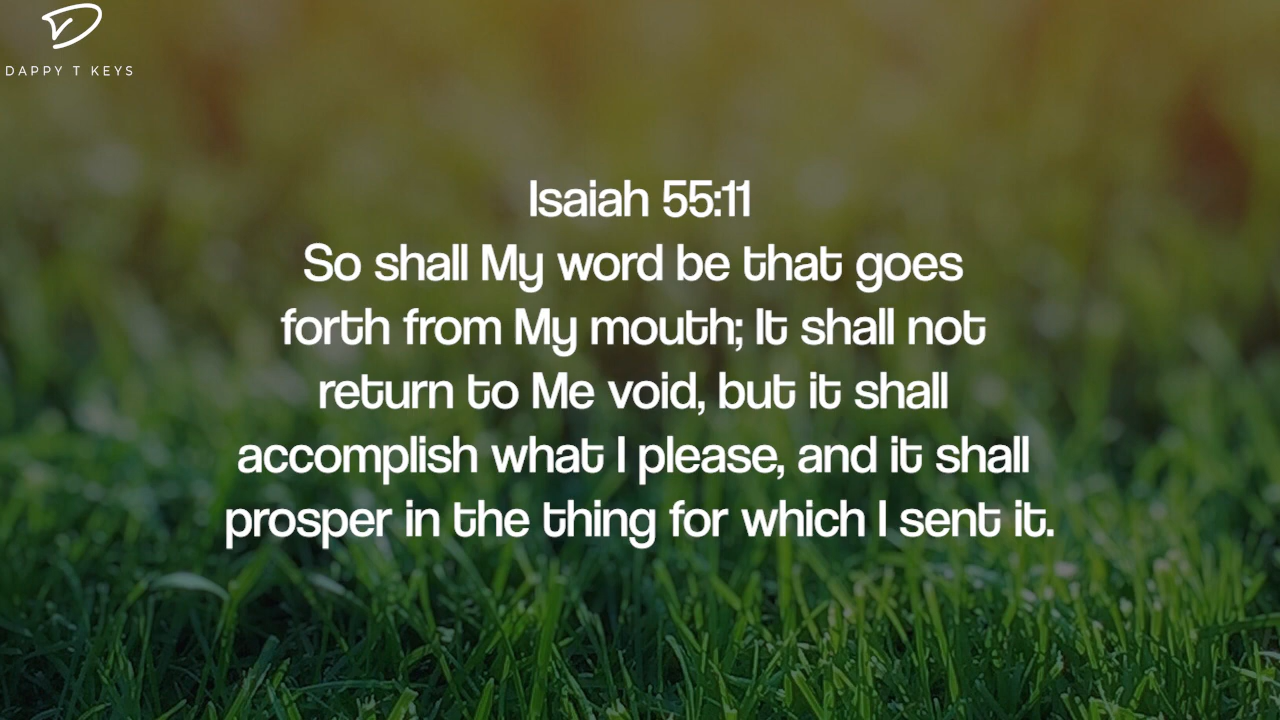 DAPPY T KEYS
Isaiah 55:11
So shall My word be that goes
forth from My mouth; It shall not
return to Me void, but it shall
accomplish what I please, and it shall
prosper in the thing for which I sent it.